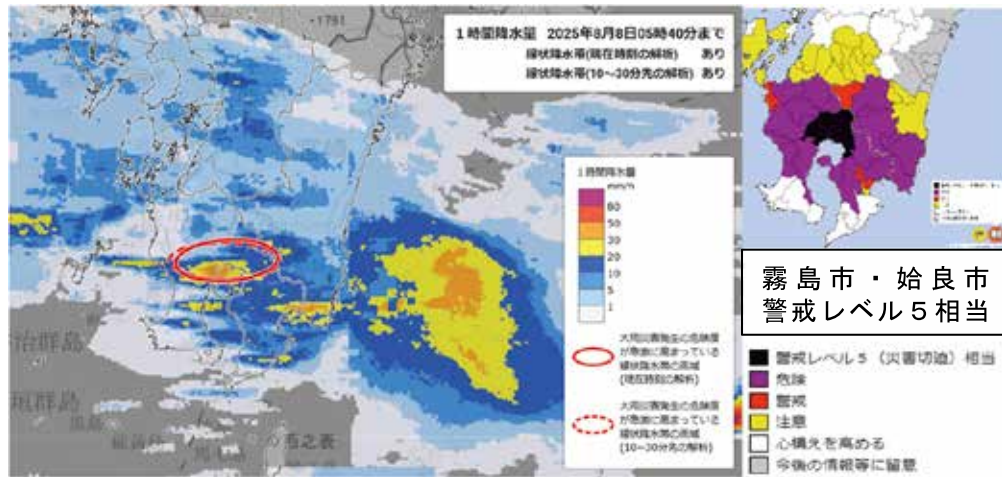 1時間降水量 2025年8月8日05時40分まで
線状降水帯(現在時刻の解析) あり
線状降水帯(10〜30分先の解析) あり
・1791
1時間降水量
mm/h
80
50
30
20
10
5
1
大雨災害発生の危険度
が急激に高まっている
線状降水帯の雨域
(現在時刻の解析)
大雨災害発生の危険度
が急激に高まっている
線状降水帯の雨域
(10〜30分先の解析)
治群島
垣群島
霧島市・姶良市
警戒レベル5相当
警戒レベル5(災害切迫)相当
危険
警戒
注意
心構えを高める
今後の情報等に留意